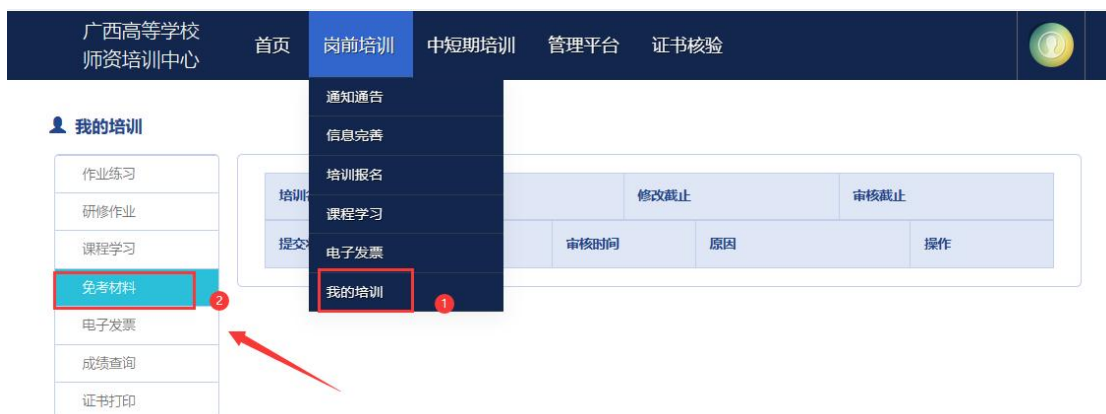 广西高等学校
师资培训中心
首页 岗前培训 中短期培训 管理平台 证书核验
通知通告
信息完善
培训报名
课程学习
电子发票
我的培训
1
我的培训
作业练习
研修作业
课程学习
免考材料
2
电子发票
成绩查询
证书打印
培训 修改截止 审核截止
提交 审核时间 原因 操作